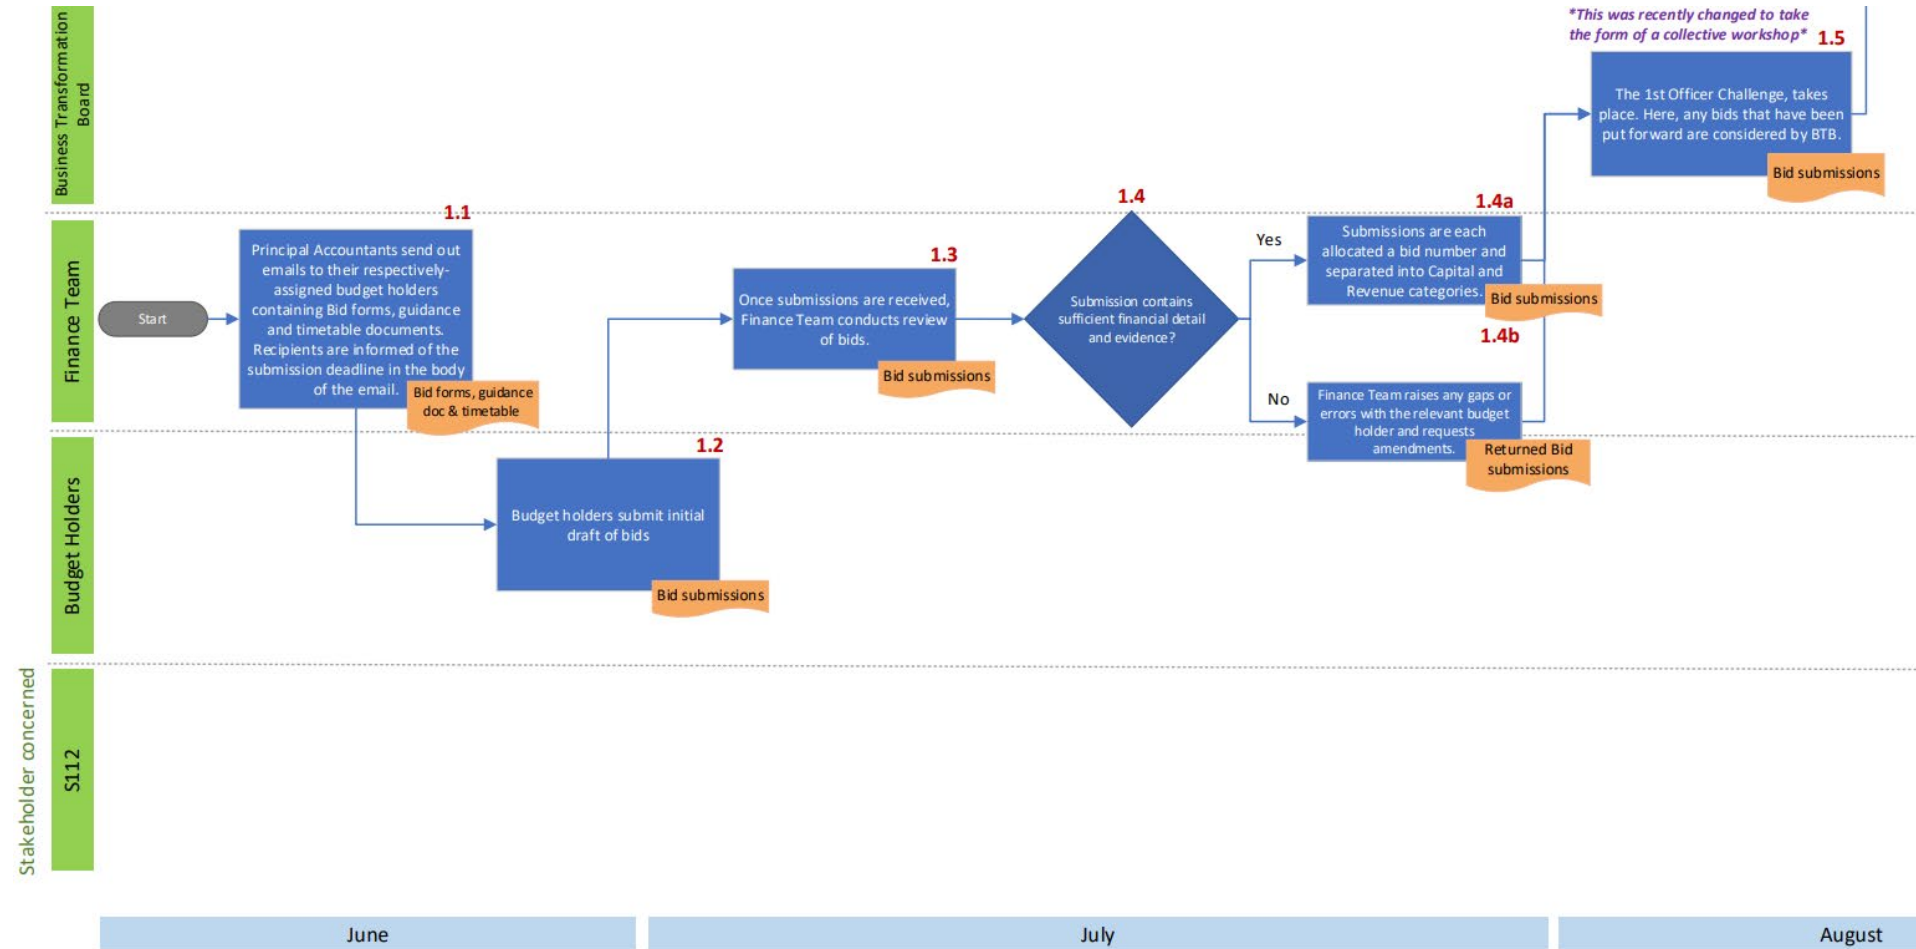 *This was recently changed to take
the form of a collective workshop*
1.5
Business Transformation
Board
The 1st Officer Challenge, takes
place. Here, any bids that have been
put forward are considered by BTB.
Bid submissions
Finance Team
Start
1.1
Principal Accountants send out
emails to their respectively-
assigned budget holders
containing Bid forms, guidance
and timetable documents.
Recipients are informed of the
submission deadline in the body
of the email.
Bid forms, guidance
doc & timetable
1.3
Once submissions are received,
Finance Team conducts review
of bids.
Bid submissions
1.4
Submission contains
sufficient financial detail
and evidence?
Yes
1.4a
Submissions are each
allocated a bid number and
separated into Capital and
Revenue categories.
Bid submissions
No
1.4b
Finance Team raises any gaps or
errors with the relevant budget
holder and requests
amendments.
Returned Bid
submissions
Budget Holders
1.2
Budget holders submit initial
draft of bids
Bid submissions
Stakeholder concerned
S112
June
July
August